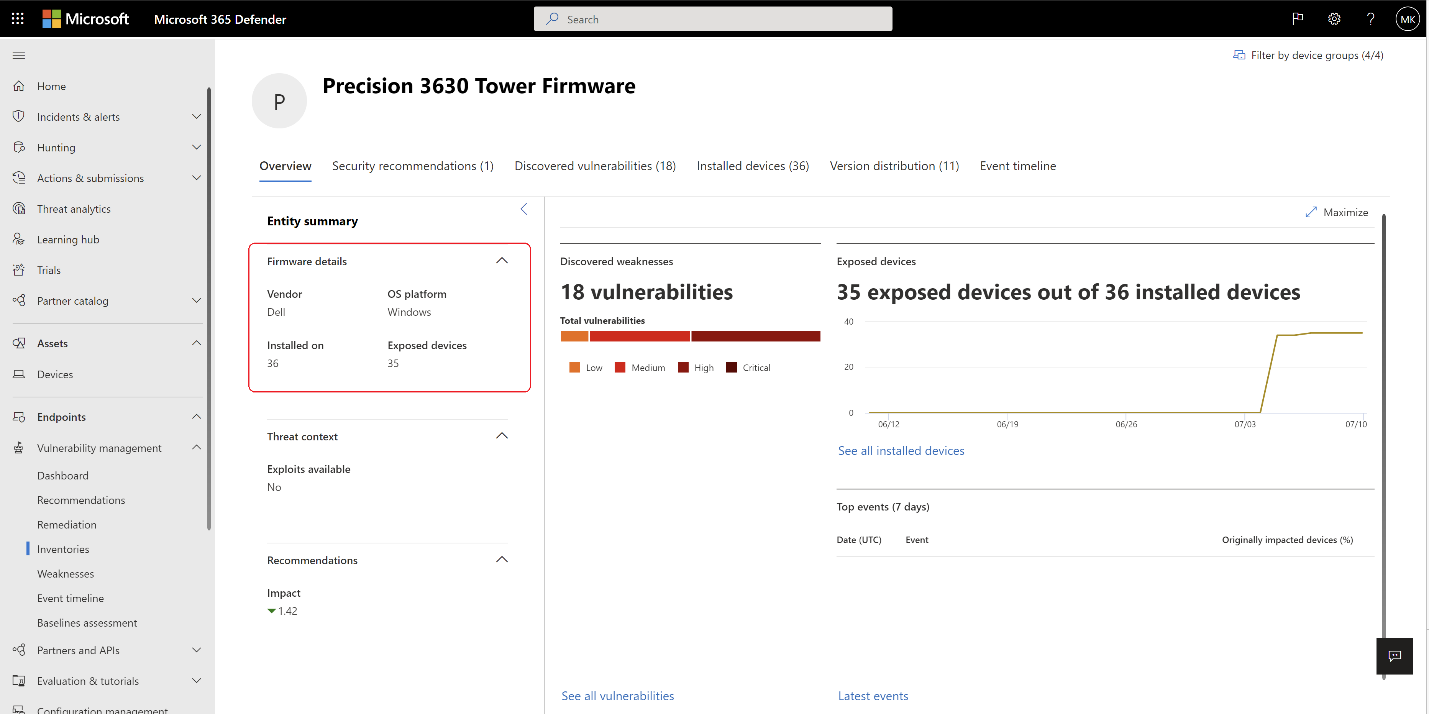 Microsoft Microsoft 365 Defender Search MK
Filter by device groups (4/4)
Home
Incidents & alerts
Hunting
Actions & submissions
Threat analytics
Learning hub
Trials
Partner catalog
Assets
Devices
Endpoints
Vulnerability management
Dashboard
Recommendations
Remediation
Inventories
Weaknesses
Event timeline
Baselines assessment
Partners and APIs
Evaluation & tutorials
Configuration management
P
Precision 3630 Tower Firmware
Overview Security recommendations (1) Discovered vulnerabilities (18) Installed devices (36) Version distribution (11) Event timeline
Entity summary
Firmware details
Vendor OS platform
Dell Windows
Installed on Exposed devices
36 35
Threat context
Exploits available
No
Recommendations
Impact
1.42
Maximize
Discovered weaknesses
18 vulnerabilities
Total vulnerabilities
Low Medium High Critical
See all vulnerabilities
Exposed devices
35 exposed devices out of 36 installed devices
40
20
0
06/12 06/19 06/26 07/03 07/10
See all installed devices
Top events (7 days)
Date (UTC) Event Originally impacted devices (%)
Latest events